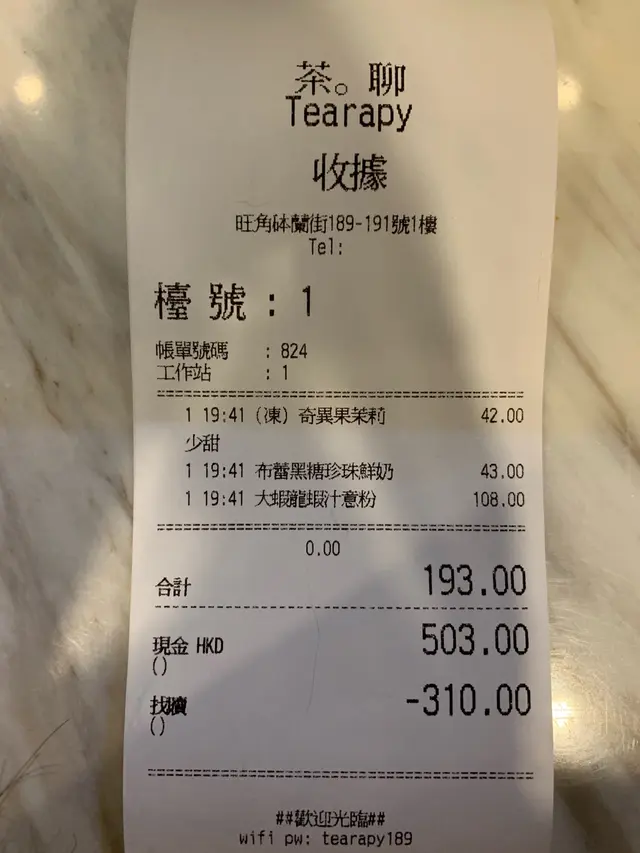 茶。聊
Tearapy
收據
旺角砵蘭街189-191號1樓
Tel:
檯號 : 1
帳單號碼 : 824
工作站 : 1
1 19:41 (凍) 奇異果茉莉 42.00
少甜
1 19:41 布蕾黑糖珍珠鮮奶 43.00
1 19:41 大蝦龍蝦汁意粉 108.00
0.00
合計 193.00
現金 HKD 503.00
()
找贖 -310.00
()
##歡迎光臨##
wifi pw: tearapy189